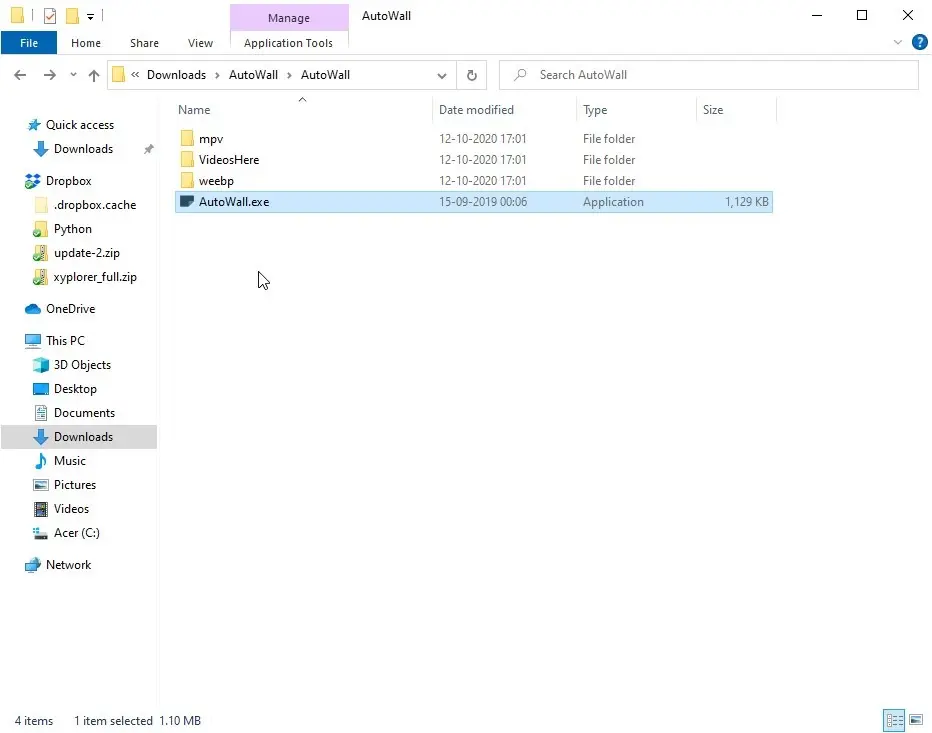 Manage
AutoWall
File
Home
Share
View
Application Tools
?
« Downloads › AutoWall › AutoWall
Search AutoWall
Name
Date modified
Type
Size
Quick access
Downloads
Dropbox
.dropbox.cache
Python
update-2.zip
xyplorer_full.zip
OneDrive
This PC
3D Objects
Desktop
Documents
Downloads
Music
Pictures
Videos
Acer (C:)
Network
mpv 12-10-2020 17:01 File folder
VideosHere 12-10-2020 17:01 File folder
weebp 12-10-2020 17:01 File folder
AutoWall.exe 15-09-2019 00:06 Application 1,129 KB
4 items 1 item selected 1.10 MB